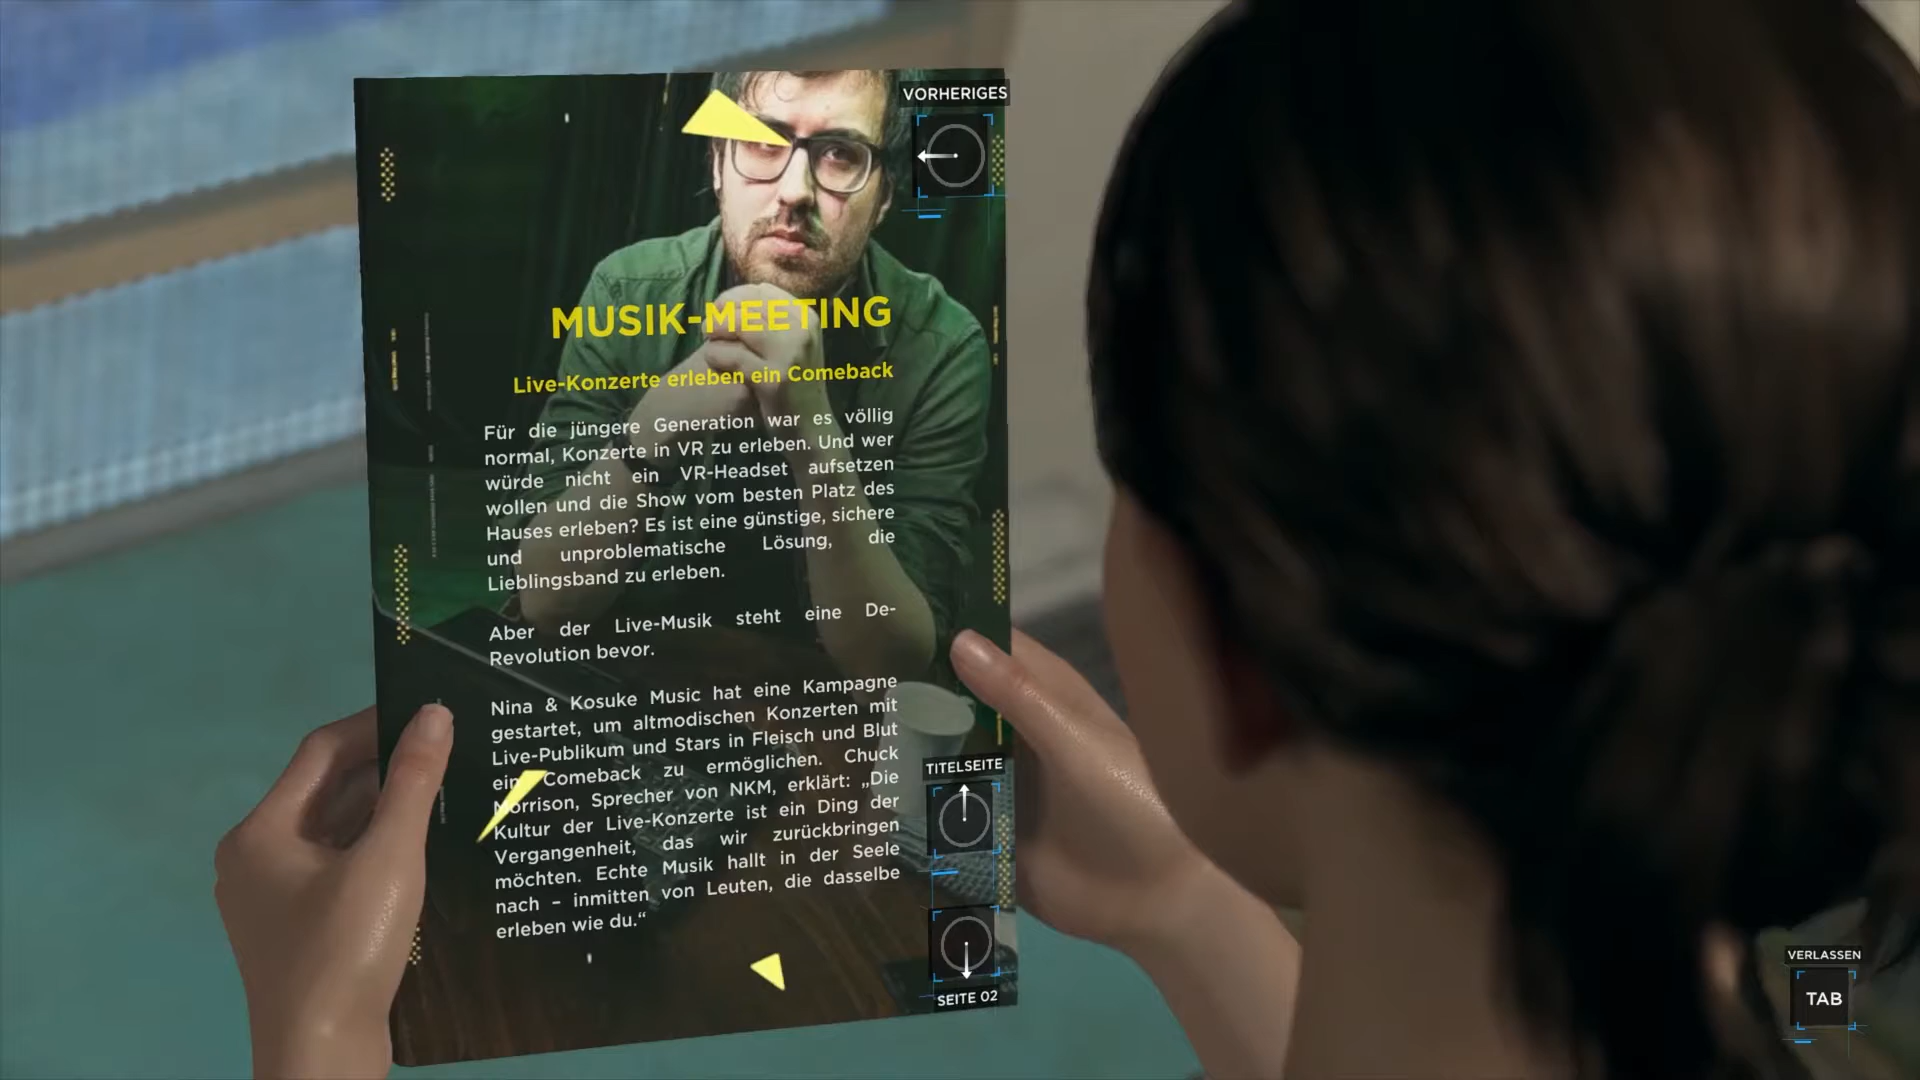 VORHERIGES
MUSIK-MEETING
Live-Konzerte erleben ein Comeback
Für die jüngere Generation war es völlig
normal, Konzerte in VR zu erleben. Und wer
würde nicht ein VR-Headset aufsetzen
wollen und die Show vom besten Platz des
Hauses erleben? Es ist eine günstige, sichere
und unproblematische Lösung, die
Lieblingsband zu erleben.
Aber der Live-Musik steht eine De-
Revolution bevor.
Nina & Kosuke Music hat eine Kampagne
gestartet, um altmodischen Konzerten mit
Live-Publikum und Stars in Fleisch und Blut
ein Comeback zu ermöglichen. Chuck
Morrison, Sprecher von NKM, erklärt: „Die
Kultur der Live-Konzerte ist ein Ding der
Vergangenheit, das wir zurückbringen
möchten. Echte Musik hallt in der Seele
nach – inmitten von Leuten, die dasselbe
erleben wie du.“
TITELSEITE
SEITE 02
VERLASSEN
TAB